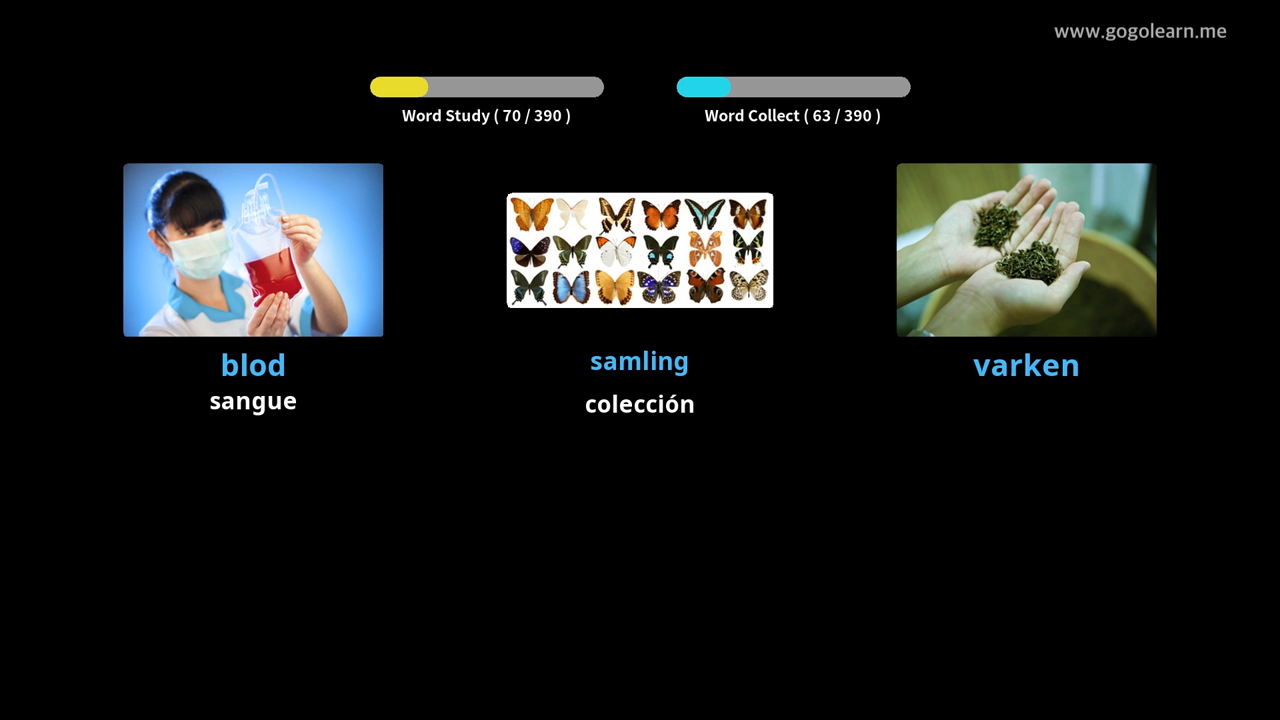 www.gogolearn.me
Word Study ( 70 / 390 )
Word Collect ( 63 / 390 )
blod
sangue
samling
colección
varken